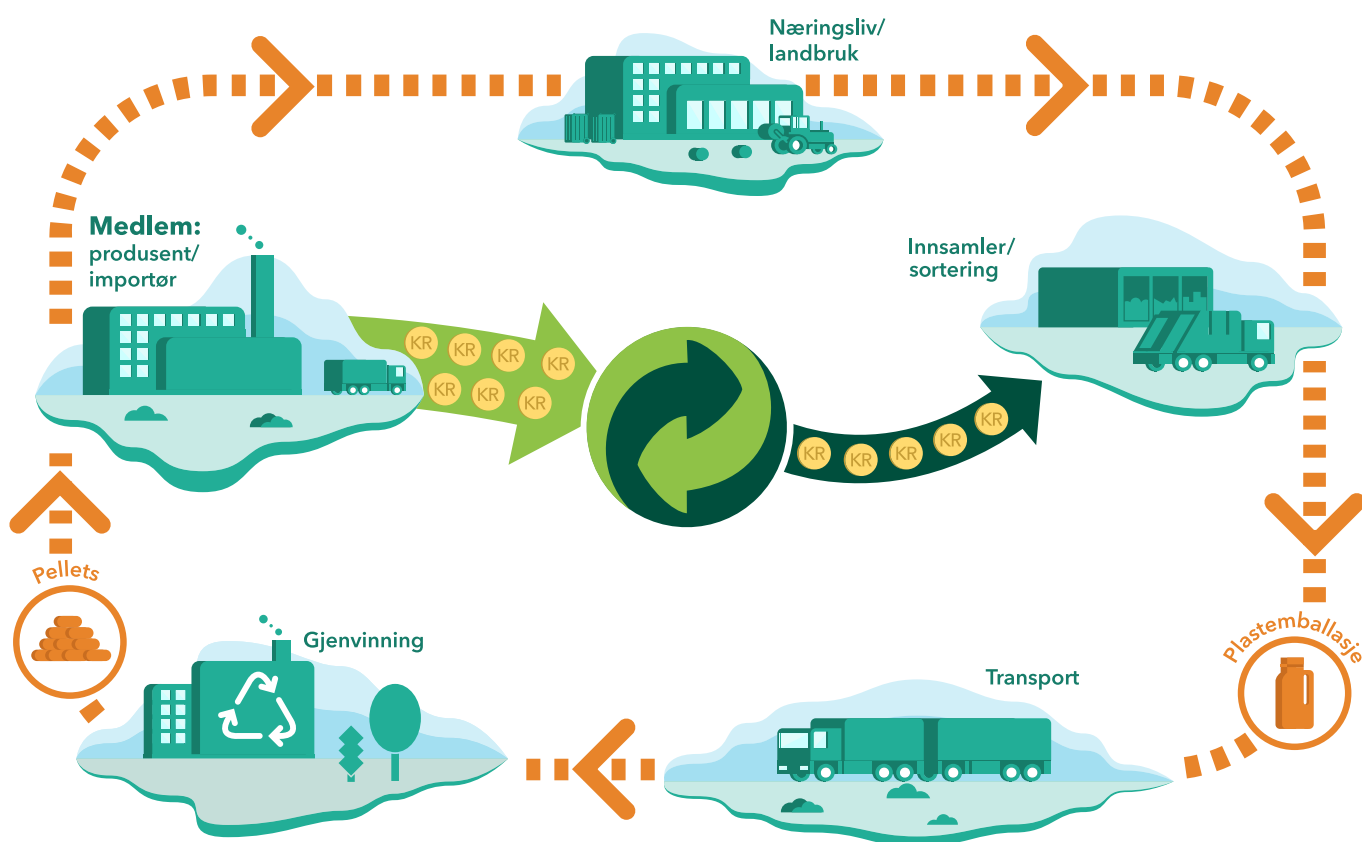 Næringsliv/
landbruk
Medlem:
produsent/
importør
Innsamler/
sortering
KR
KR
KR
KR
KR
KR
KR
KR
KR
KR
KR
KR
Pellets
Plastemballasje
Gjenvinning
Transport